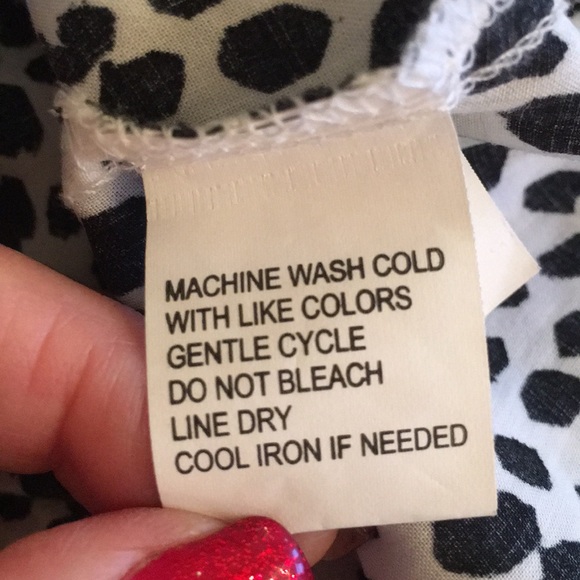 MACHINE WASH COLD
WITH LIKE COLORS
GENTLE CYCLE
DO NOT BLEACH
LINE DRY
COOL IRON IF NEEDED